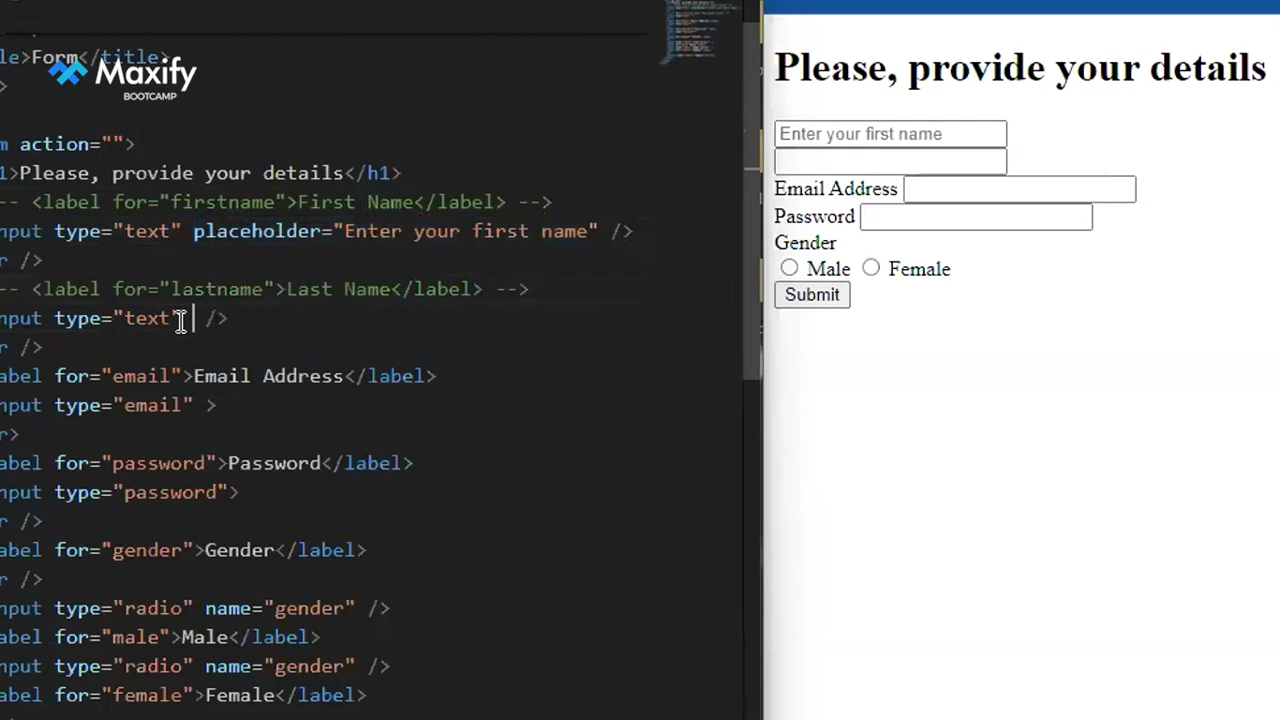 le>Form</title>
Maxify
BOOTCAMP
>
m action="">
1>Please, provide your details</h1>
-- <label for="firstname">First Name</label> -->
nput type="text" placeholder="Enter your first name" />
r />
-- <label for="lastname">Last Name</label> -->
nput type="text" />
r />
abel for="email">Email Address</label>
nput type="email" >
r>
abel for="password">Password</label>
nput type="password">
r />
abel for="gender">Gender</label>
r />
nput type="radio" name="gender" />
abel for="male">Male</label>
nput type="radio" name="gender" />
abel for="female">Female</label>
Please, provide your details
Enter your first name
Email Address
Password
Gender
Male Female
Submit